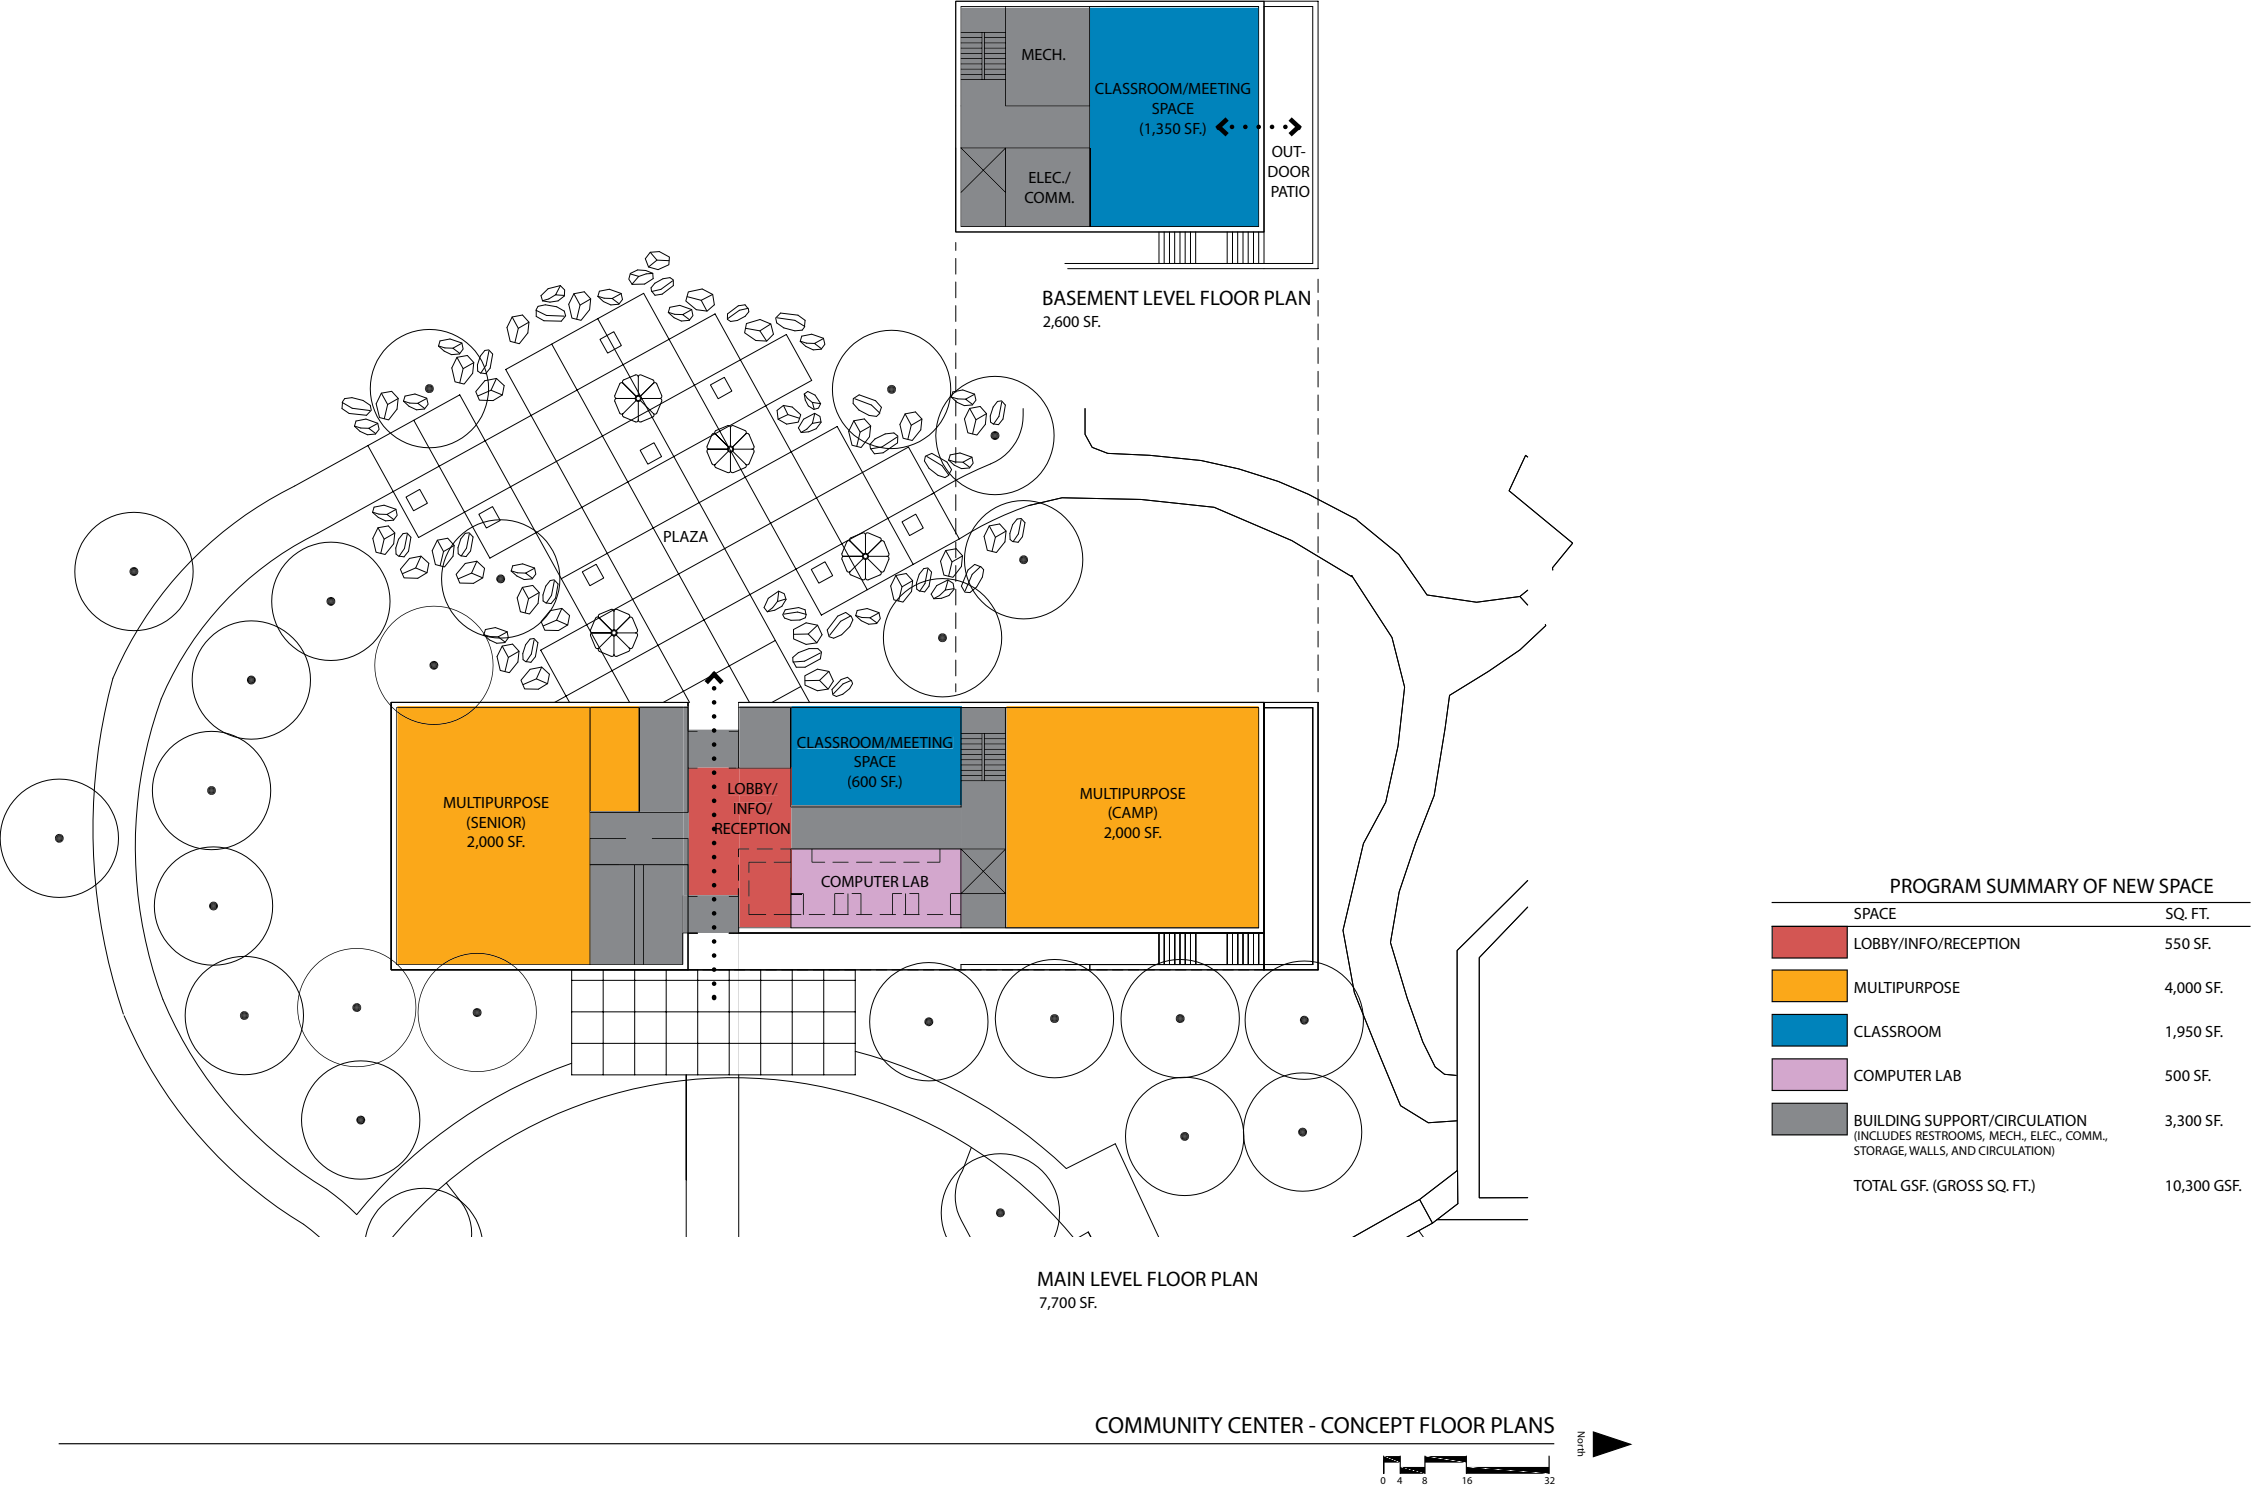 MECH.
CLASSROOM/MEETING
SPACE
(1,350 SF.)
ELEC./
COMM.
OUT-
DOOR
PATIO
BASEMENT LEVEL FLOOR PLAN
2,600 SF.
PLAZA
MULTIPURPOSE
(SENIOR)
2,000 SF.
LOBBY/
INFO/
RECEPTION
CLASSROOM/MEETING
SPACE
(600 SF.)
COMPUTER LAB
MULTIPURPOSE
(CAMP)
2,000 SF.
PROGRAM SUMMARY OF NEW SPACE
SPACE SQ. FT.
LOBBY/INFO/RECEPTION 550 SF.
MULTIPURPOSE 4,000 SF.
CLASSROOM 1,950 SF.
COMPUTER LAB 500 SF.
BUILDING SUPPORT/CIRCULATION 3,300 SF.
(INCLUDES RESTROOMS, MECH., ELEC., COMM.,
STORAGE, WALLS, AND CIRCULATION)
TOTAL GSF. (GROSS SQ. FT.) 10,300 GSF.
MAIN LEVEL FLOOR PLAN
7,700 SF.
COMMUNITY CENTER - CONCEPT FLOOR PLANS
North
0 4 8 16 32